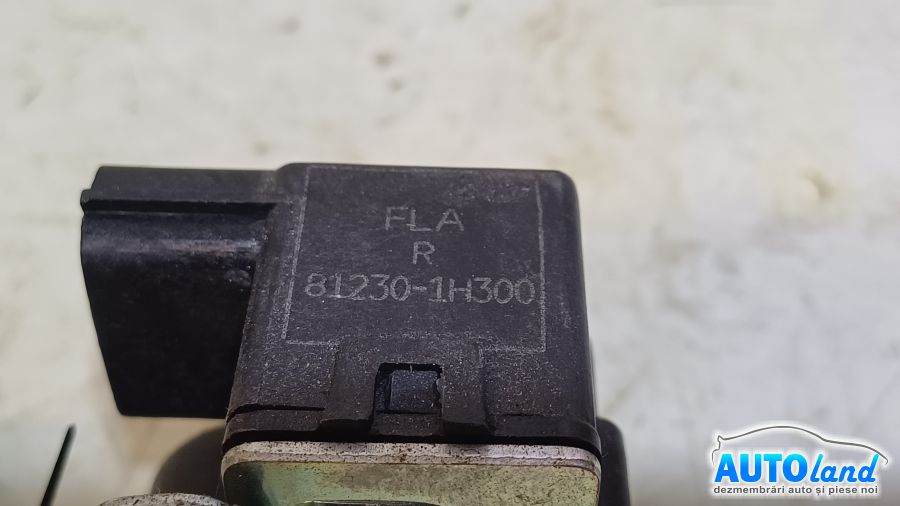 FLA
R
81230-1H300
AUTOland
dezmembrări auto și piese noi